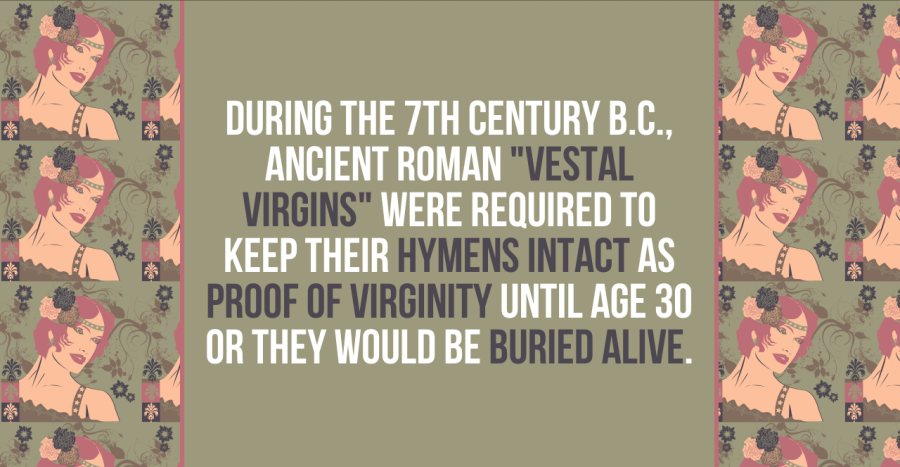 DURING THE 7TH CENTURY B.C.,
ANCIENT ROMAN "VESTAL
VIRGINS" WERE REQUIRED TO
KEEP THEIR HYMENS INTACT AS
PROOF OF VIRGINITY UNTIL AGE 30
OR THEY WOULD BE BURIED ALIVE.